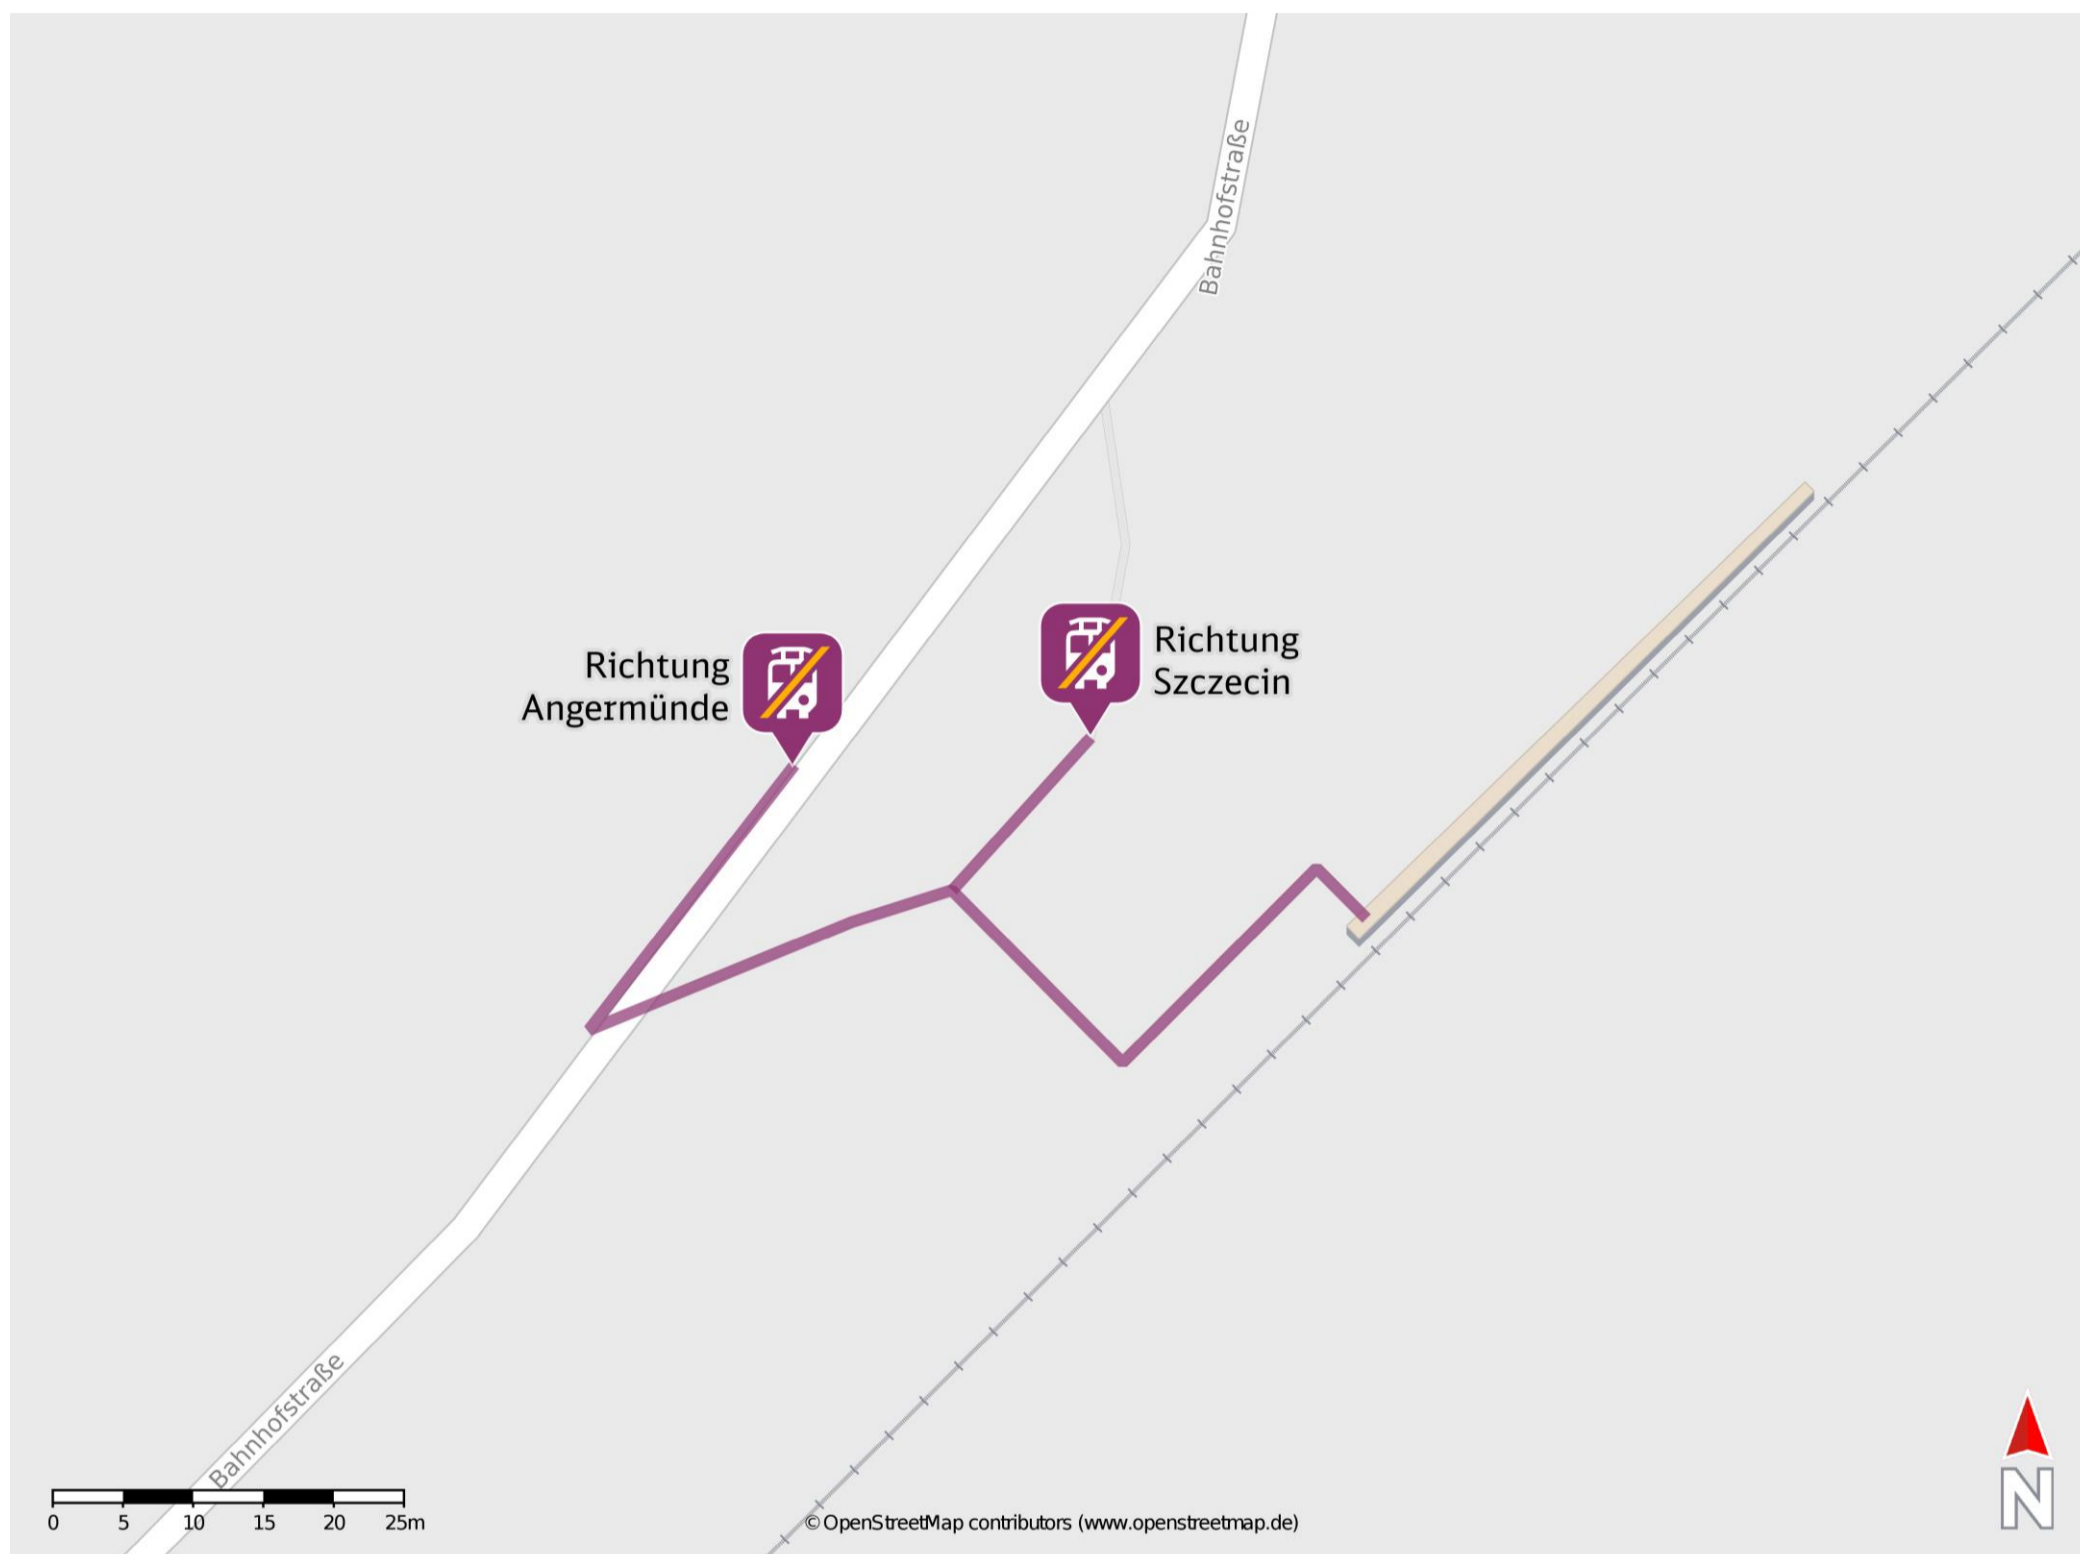 Bahnhofstraße
Richtung
Szczecin
Richtung
Angermünde
Bahnhofstraße
0 5 10 15 20 25m
© OpenStreetMap contributors (www.openstreetmap.de)
N